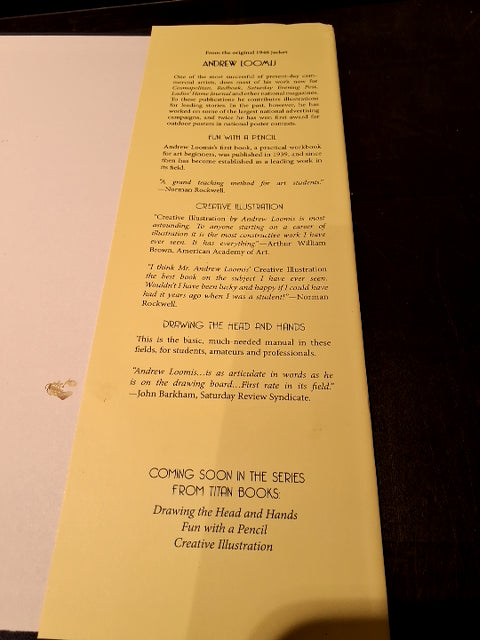 From the original 1948 jacket
ANDREW LOOMIS
One of the most successful of present-day com-
mercial artists, does most of his work now for
Cosmopolitan, Redbook, Saturday Evening Post,
Ladies' Home Journal and other national magazines.
To these publications he contributes illustrations
for leading stories. In the past, however, he has
worked on some of the largest national advertising
campaigns, and twice he has won first award for
outdoor posters in national poster contests.
FUN WITH A PENCIL
Andrew Loomis's first book, a practical workbook
for art beginners, was published in 1939, and since
then has become established as a leading work in
its field.
"A grand teaching method for art students."
—Norman Rockwell.
CREATIVE ILLUSTRATION
"Creative Illustration by Andrew Loomis is most
astounding. To anyone starting on a career of
illustration it is the most constructive work I have
ever seen. It has everything"—Arthur William
Brown, American Academy of Art.
"I think Mr. Andrew Loomis' Creative Illustration
the best book on the subject I have ever seen.
Wouldn't I have been lucky and happy if I could have
had it years ago when I was a student!"—Norman
Rockwell.
DRAWING THE HEAD AND HANDS
This is the basic, much-needed manual in these
fields, for students, amateurs and professionals.
"Andrew Loomis...is as articulate in words as he
is on the drawing board...First rate in its field."
—John Barkham, Saturday Review Syndicate.
COMING SOON IN THE SERIES
FROM TITAN BOOKS:
Drawing the Head and Hands
Fun with a Pencil
Creative Illustration